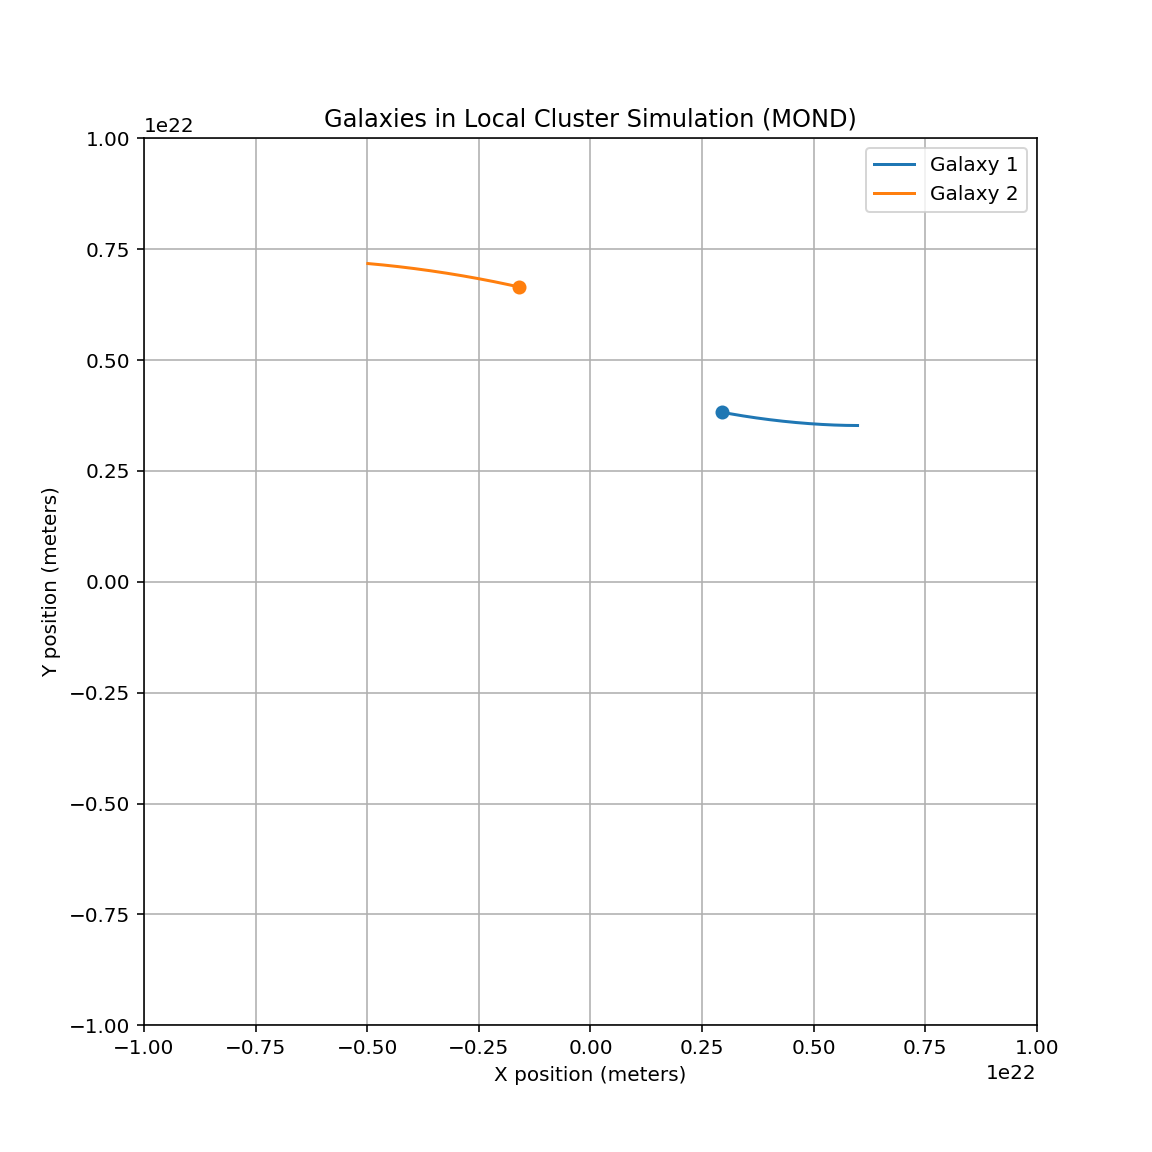 Galaxies in Local Cluster Simulation (MOND)
1e22
Galaxy 1
Galaxy 2
1.00
0.75
0.50
0.25
0.00
−0.25
−0.50
−0.75
−1.00
Y position (meters)
−1.00 −0.75 −0.50 −0.25 0.00 0.25 0.50 0.75 1.00
X position (meters)
1e22